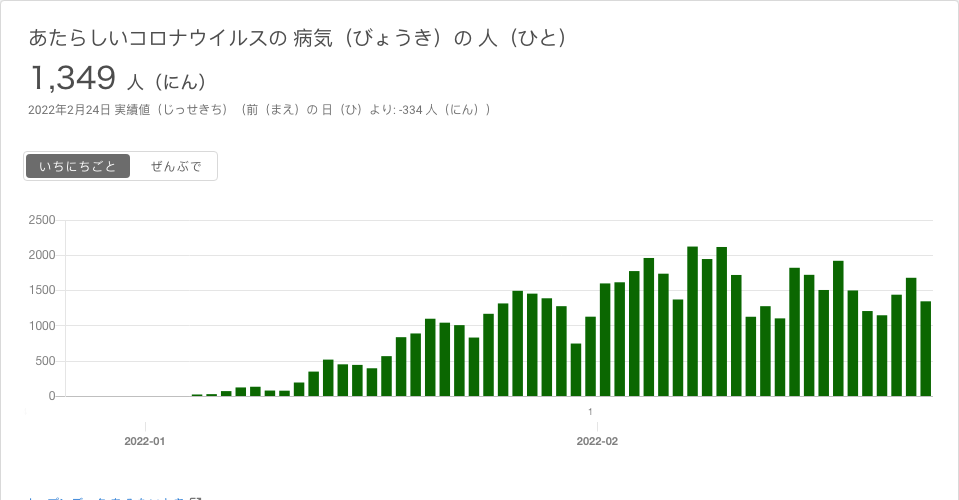 あたらしいコロナウイルスの 病気（びょうき）の 人（ひと）
1,349 人（にん）
2022年2月24日 実績値（じっせきち）（前（まえ）の 日（ひ）より: -334 人（にん））
いちにちごと ぜんぶで
2500
2000
1500
1000
500
0
1
2022-01 2022-02